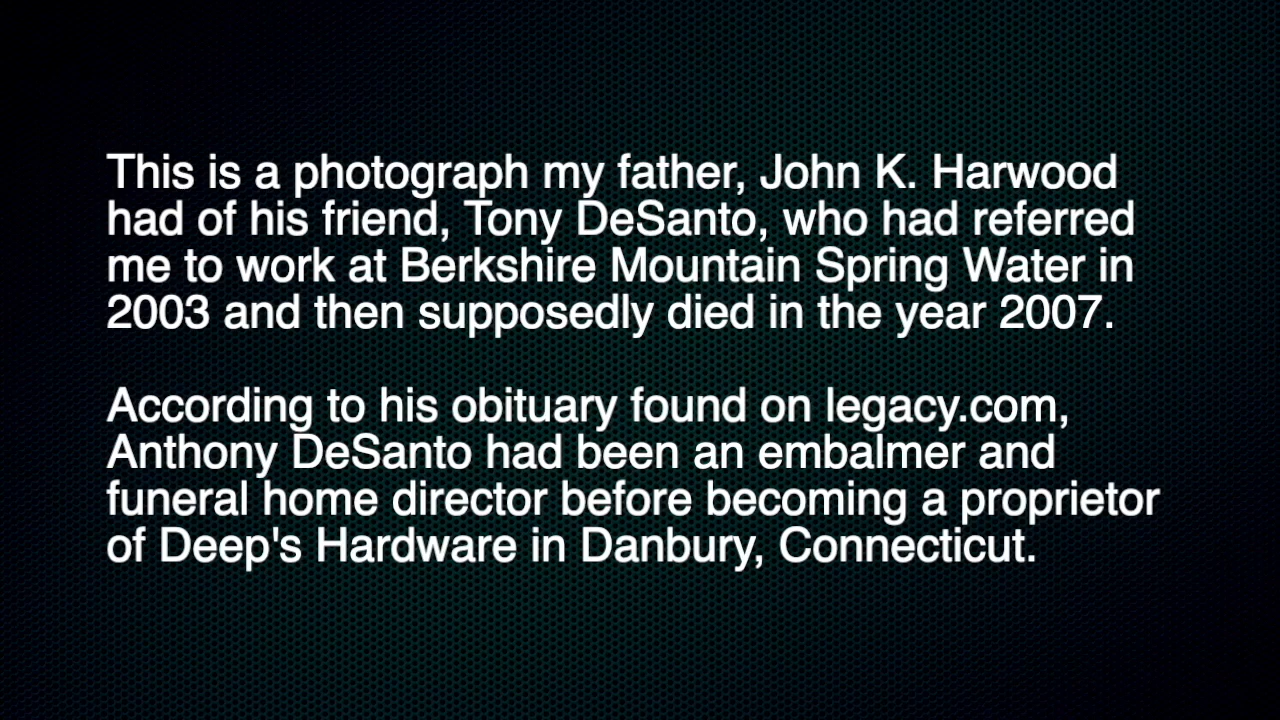 This is a photograph my father, John K. Harwood
had of his friend, Tony DeSanto, who had referred
me to work at Berkshire Mountain Spring Water in
2003 and then supposedly died in the year 2007.
According to his obituary found on legacy.com,
Anthony DeSanto had been an embalmer and
funeral home director before becoming a proprietor
of Deep's Hardware in Danbury, Connecticut.